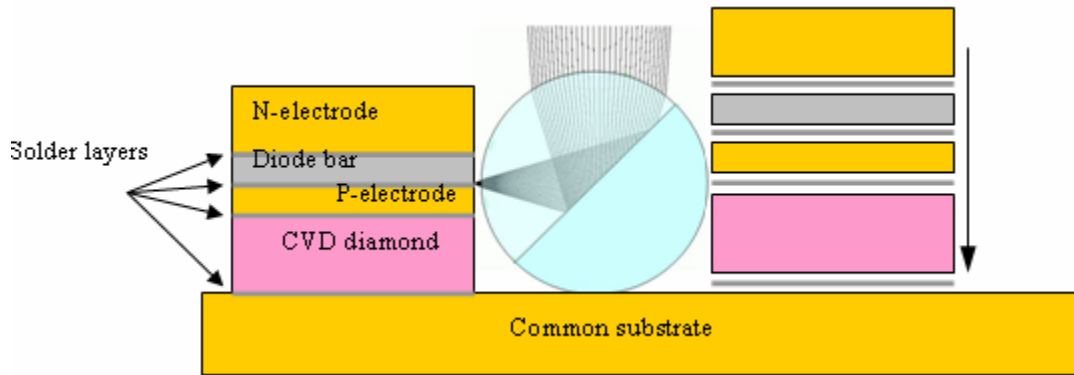 N-electrode
Solder layers
Diode bar
P-electrode
CVD diamond
Common substrate